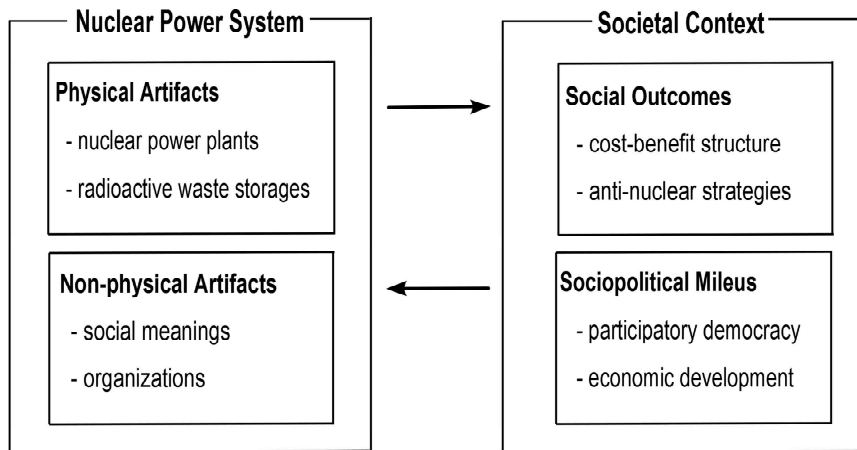 Nuclear Power System
Physical Artifacts
- nuclear power plants
- radioactive waste storages
Non-physical Artifacts
- social meanings
- organizations
Societal Context
Social Outcomes
- cost-benefit structure
- anti-nuclear strategies
Sociopolitical Mileus
- participatory democracy
- economic development